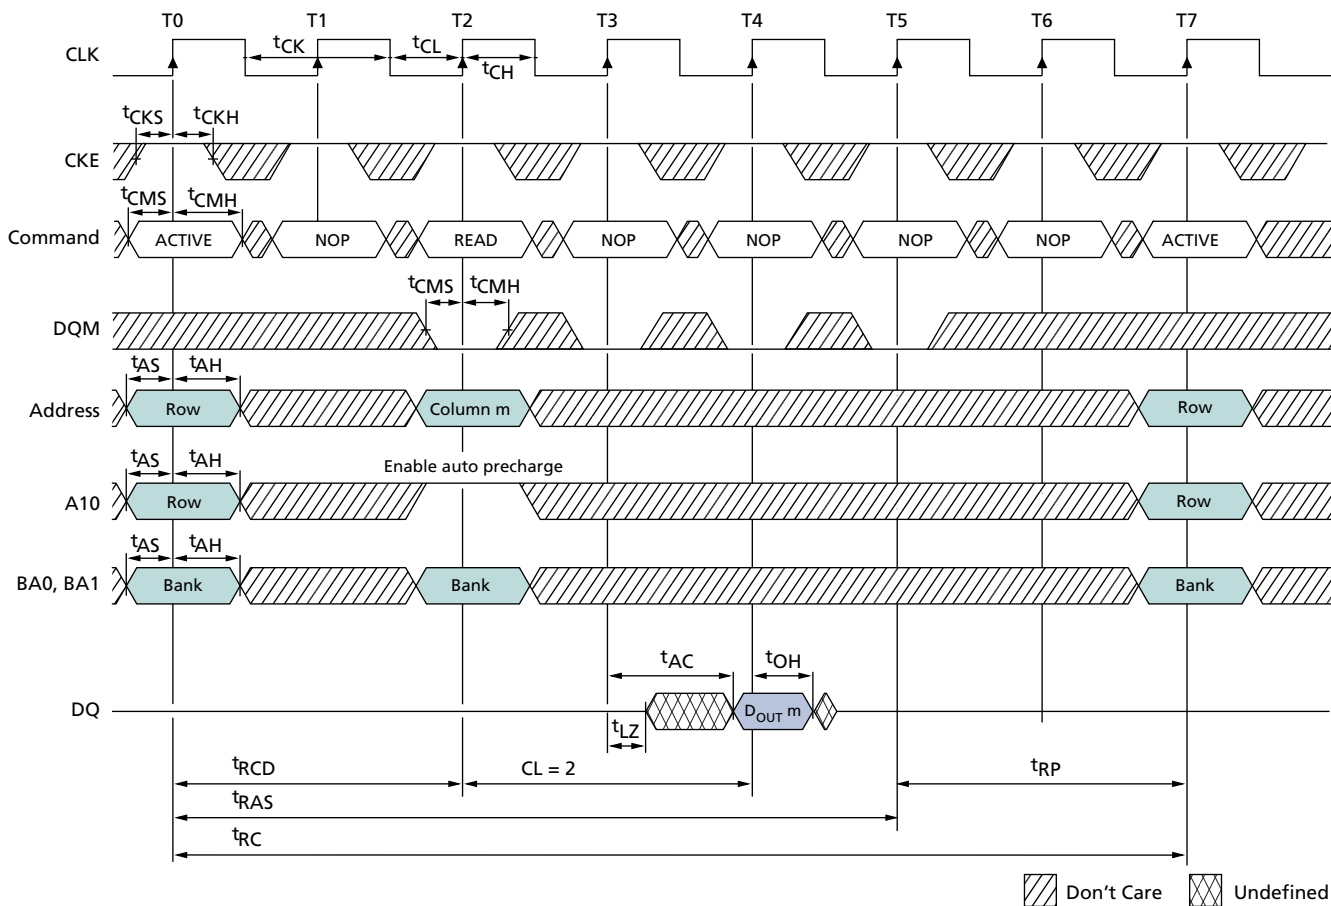 T0 T1 T2 T3 T4 T5 T6 T7
CLK
tCK tCL
tCH
tCKS tCKH
CKE
tCMS tCMH
Command ACTIVE NOP READ NOP NOP NOP NOP ACTIVE
tCMS tCMH
DQM
tAS tAH
Address Row Column m Row
tAS tAH
Enable auto precharge
A10 Row Row
tAS tAH
BA0, BA1 Bank Bank Bank
tAC tOH
DQ DOUT m
tLZ
tRCD CL = 2 tRP
tRAS
tRC
Don't Care Undefined